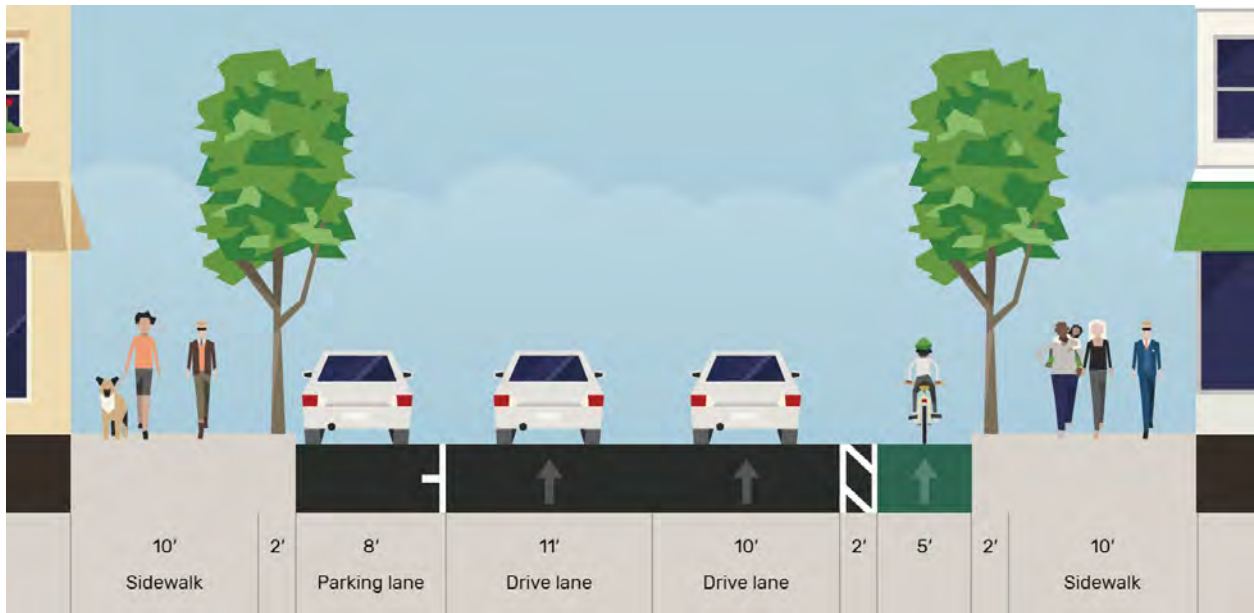 10′ 2′ 8′ 11′ 10′ 2′ 5′ 2′ 10′
Sidewalk Parking lane Drive lane Drive lane Sidewalk